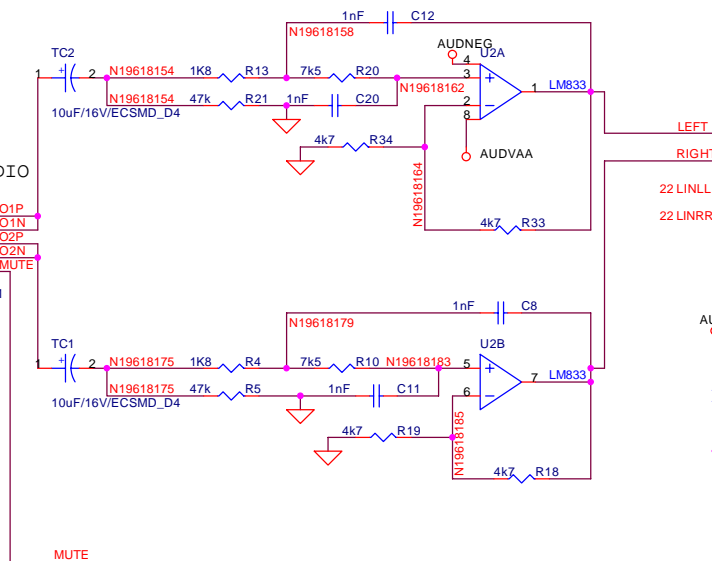 1nF C12
N19618158
AUDNEG
TC2 U2A
1 + 2 N19618154 1K8 R13 7k5 R20 4
3 + 1 LM833
N19618154 47k R21 1nF C20 N19618162 2 −
10uF/16V/ECSMD_D4 8
LEFT
4k7 R34
AUDVAA RIGHT
DIO
N19618164
22 LINLL
O1P
22 LINRR
O1N 4k7 R33
O2P
O2N
MUTE
1nF C8
N19618179
AU
TC1 U2B
1 + 2 N19618175 1K8 R4 7k5 R10 N19618183 5 +
7 LM833
N19618175 47k R5 1nF C11 6 −
10uF/16V/ECSMD_D4
N19618185
4k7 R19
4k7 R18
MUTE